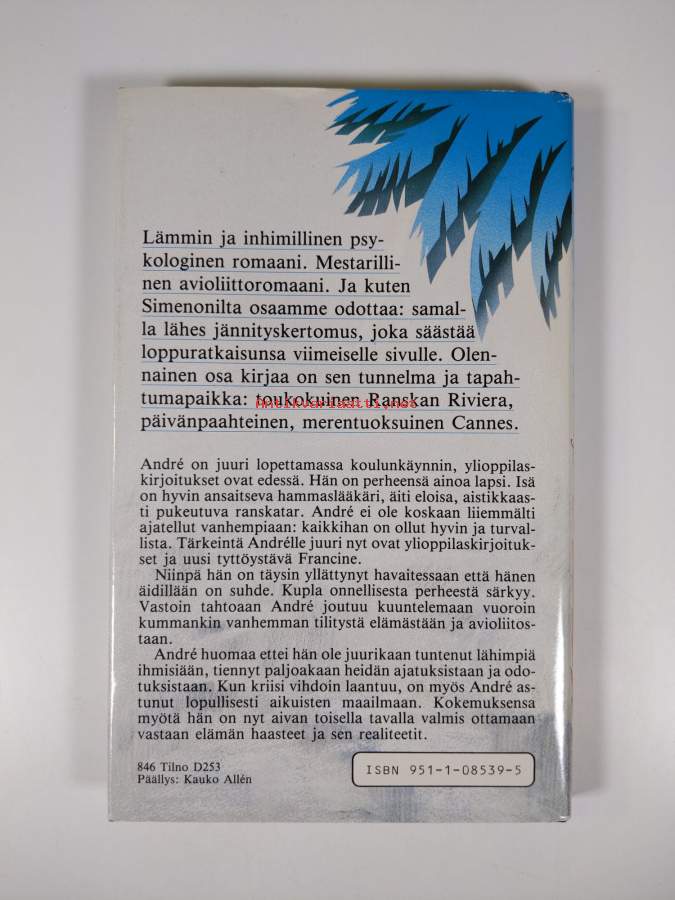 Lämmin ja inhimillinen psy-
kologinen romaani. Mestarilli-
nen avioliittoromaani. Ja kuten
Simenonilta osaamme odottaa: samal-
la lähes jännityskertomus, joka säästää
loppuratkaisunsa viimeiselle sivulle. Olen-
nainen osa kirjaa on sen tunnelma ja tapah-
tumapaikka: toukokuinen Ranskan Riviera,
Antikvariaatti.net
päivänpaahteinen, merentuoksuinen Cannes.
André on juuri lopettamassa koulunkäynnin, ylioppilas-
kirjoitukset ovat edessä. Hän on perheensä ainoa lapsi. Isä
on hyvin ansaitseva hammaslääkäri, äiti eloisa, aistikkaas-
ti pukeutuva ranskatar. André ei ole koskaan liiemmälti
ajatellut vanhempiaan: kaikkihan on ollut hyvin ja turval-
lista. Tärkeintä Andrélle juuri nyt ovat ylioppilaskirjoituk-
set ja uusi tyttöystävä Francine.
Niinpä hän on täysin yllättynyt havaitessaan että hänen
äidillään on suhde. Kupla onnellisesta perheestä särkyy.
Vastoin tahtoaan André joutuu kuuntelemaan vuoroin
kummankin vanhemman tilitystä elämästään ja avioliitos-
taan.
André huomaa ettei hän ole juurikaan tuntenut lähimpiä
ihmisiään, tiennyt paljoakaan heidän ajatuksistaan ja odo-
tuksistaan. Kun kriisi vihdoin laantuu, on myös André as-
tunut lopullisesti aikuisten maailmaan. Kokemuksensa
myötä hän on nyt aivan toisella tavalla valmis ottamaan
vastaan elämän haasteet ja sen realiteetit.
846 Tilno D253
Päällys: Kauko Allén
ISBN 951-1-08539-5